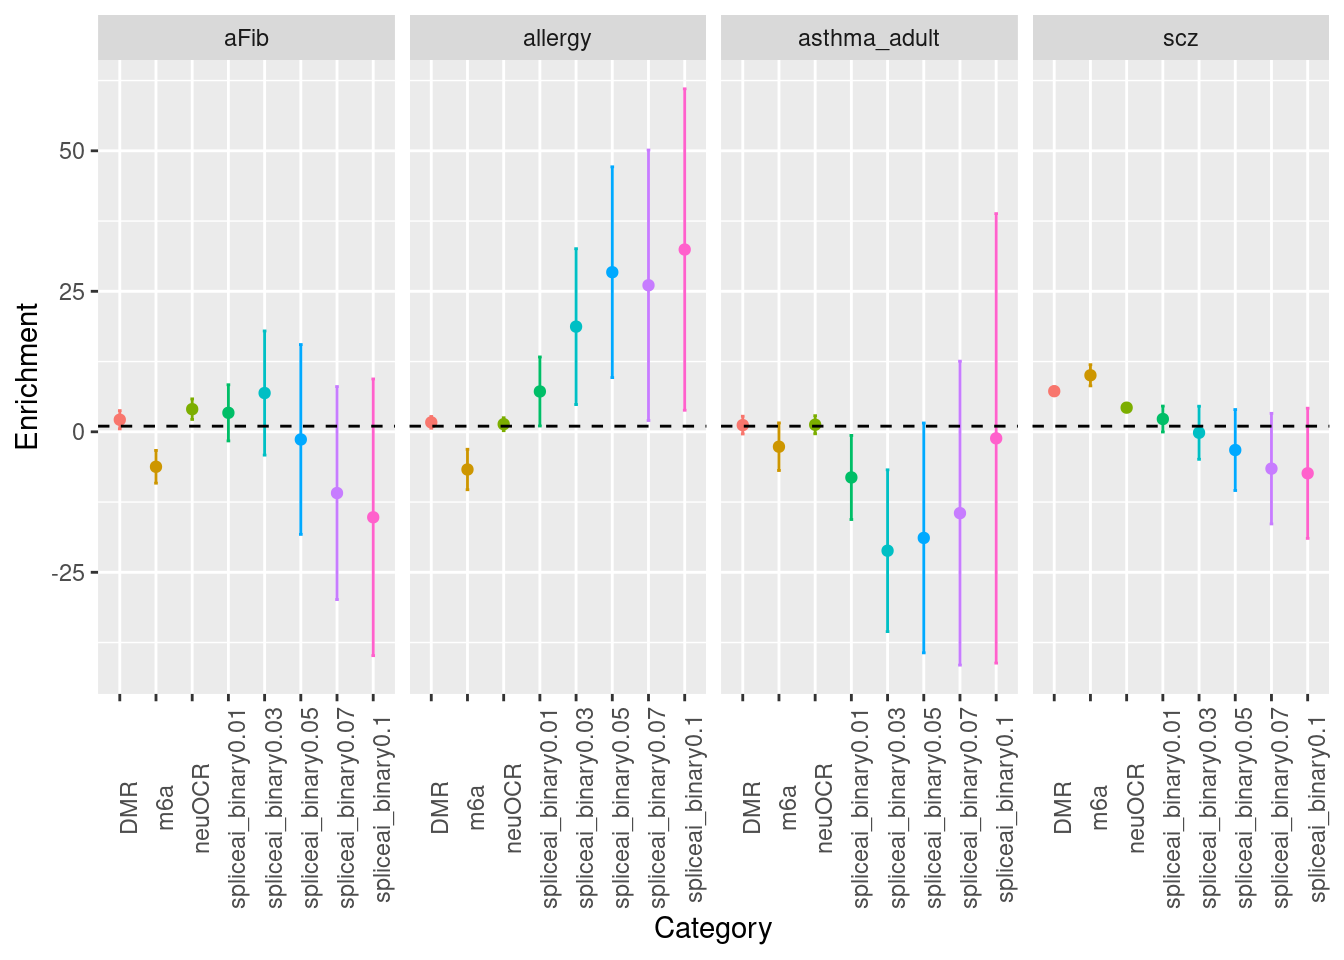 aFib
allergy
asthma_adult
scz
Enrichment
50
25
0
-25
DMR
m6a
neuOCR
spliceai_binary0.01
spliceai_binary0.03
spliceai_binary0.05
spliceai_binary0.07
spliceai_binary0.1
DMR
m6a
neuOCR
spliceai_binary0.01
spliceai_binary0.03
spliceai_binary0.05
spliceai_binary0.07
spliceai_binary0.1
DMR
m6a
neuOCR
spliceai_binary0.01
spliceai_binary0.03
spliceai_binary0.05
spliceai_binary0.07
spliceai_binary0.1
DMR
m6a
neuOCR
spliceai_binary0.01
spliceai_binary0.03
spliceai_binary0.05
spliceai_binary0.07
spliceai_binary0.1
Category